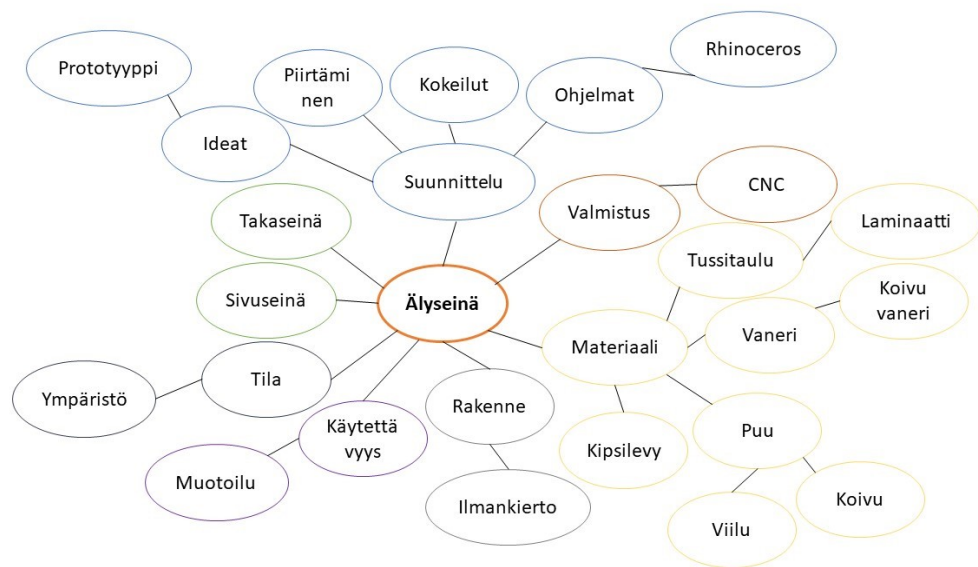 Rhinoceros
Prototyyppi
Piirtämi
nen
Kokeilut
Ohjelmat
Ideat
Suunnittelu
CNC
Valmistus
Takaseinä
Laminaatti
Tussitaulu
Sivuseinä
Älyseinä
Koivu
vaneri
Vaneri
Materiaali
Tila
Ympäristö
Rakenne
Käytettä
vyys
Kipsilevy
Puu
Muotoilu
Ilmankierto
Koivu
Viilu